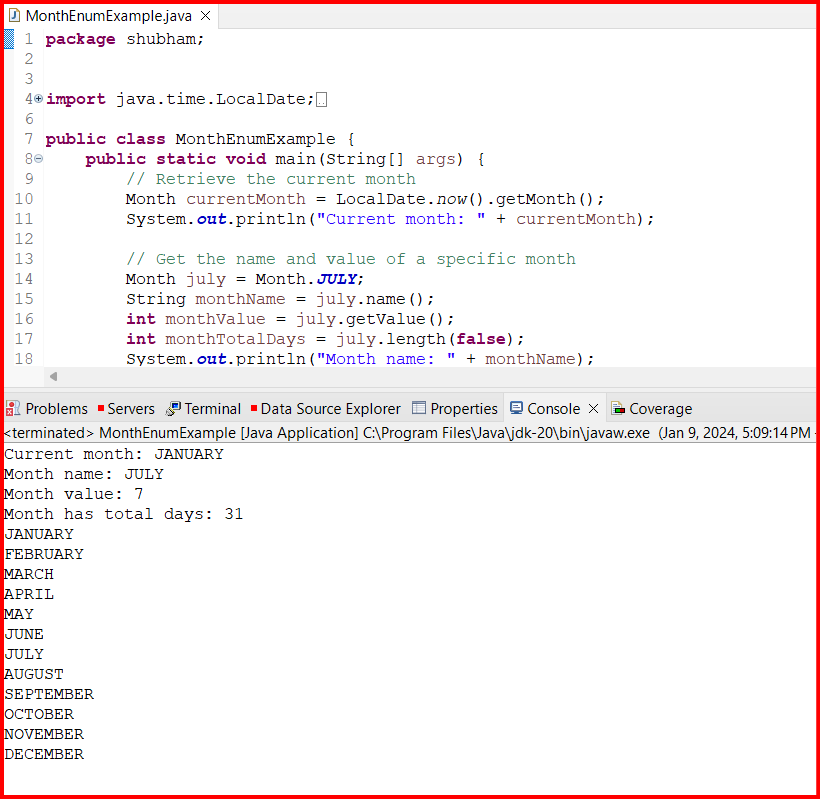 MonthEnumExample.java
1 package shubham;
2
3
4 import java.time.LocalDate;
6
7 public class MonthEnumExample {
8     public static void main(String[] args) {
9         // Retrieve the current month
10         Month currentMonth = LocalDate.now().getMonth();
11         System.out.println("Current month: " + currentMonth);
12
13         // Get the name and value of a specific month
14         Month july = Month.JULY;
15         String monthName = july.name();
16         int monthValue = july.getValue();
17         int monthTotalDays = july.length(false);
18         System.out.println("Month name: " + monthName);
Problems Servers Terminal Data Source Explorer Properties Console Coverage
<terminated> MonthEnumExample [Java Application] C:\Program Files\Java\jdk-20\bin\javaw.exe (Jan 9, 2024, 5:09:14 PM -
Current month: JANUARY
Month name: JULY
Month value: 7
Month has total days: 31
JANUARY
FEBRUARY
MARCH
APRIL
MAY
JUNE
JULY
AUGUST
SEPTEMBER
OCTOBER
NOVEMBER
DECEMBER